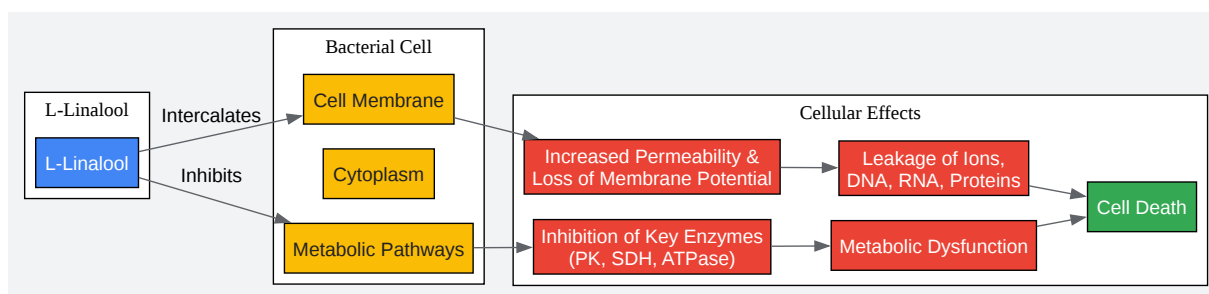 L-Linalool
L-Linalool
Intercalates
Inhibits
Bacterial Cell
Cell Membrane
Cytoplasm
Metabolic Pathways
Cellular Effects
Increased Permeability &
Loss of Membrane Potential
Leakage of Ions,
DNA, RNA, Proteins
Inhibition of Key Enzymes
(PK, SDH, ATPase)
Metabolic Dysfunction
Cell Death